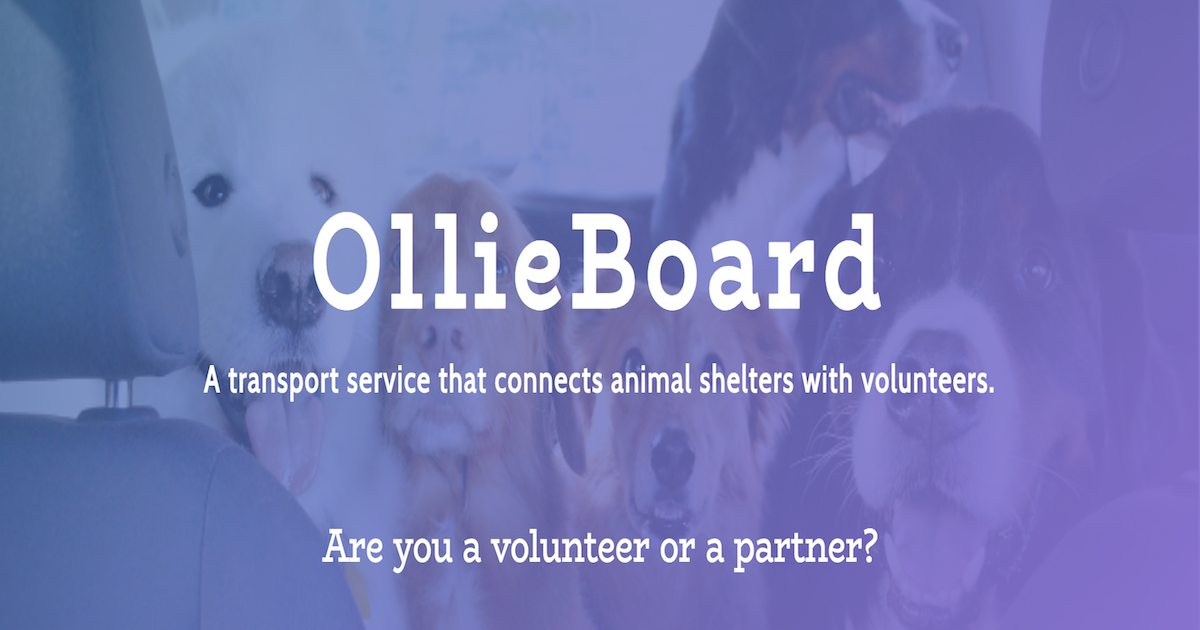 OllieBoard
A transport service that connects animal shelters with volunteers.
Are you a volunteer or a partner?